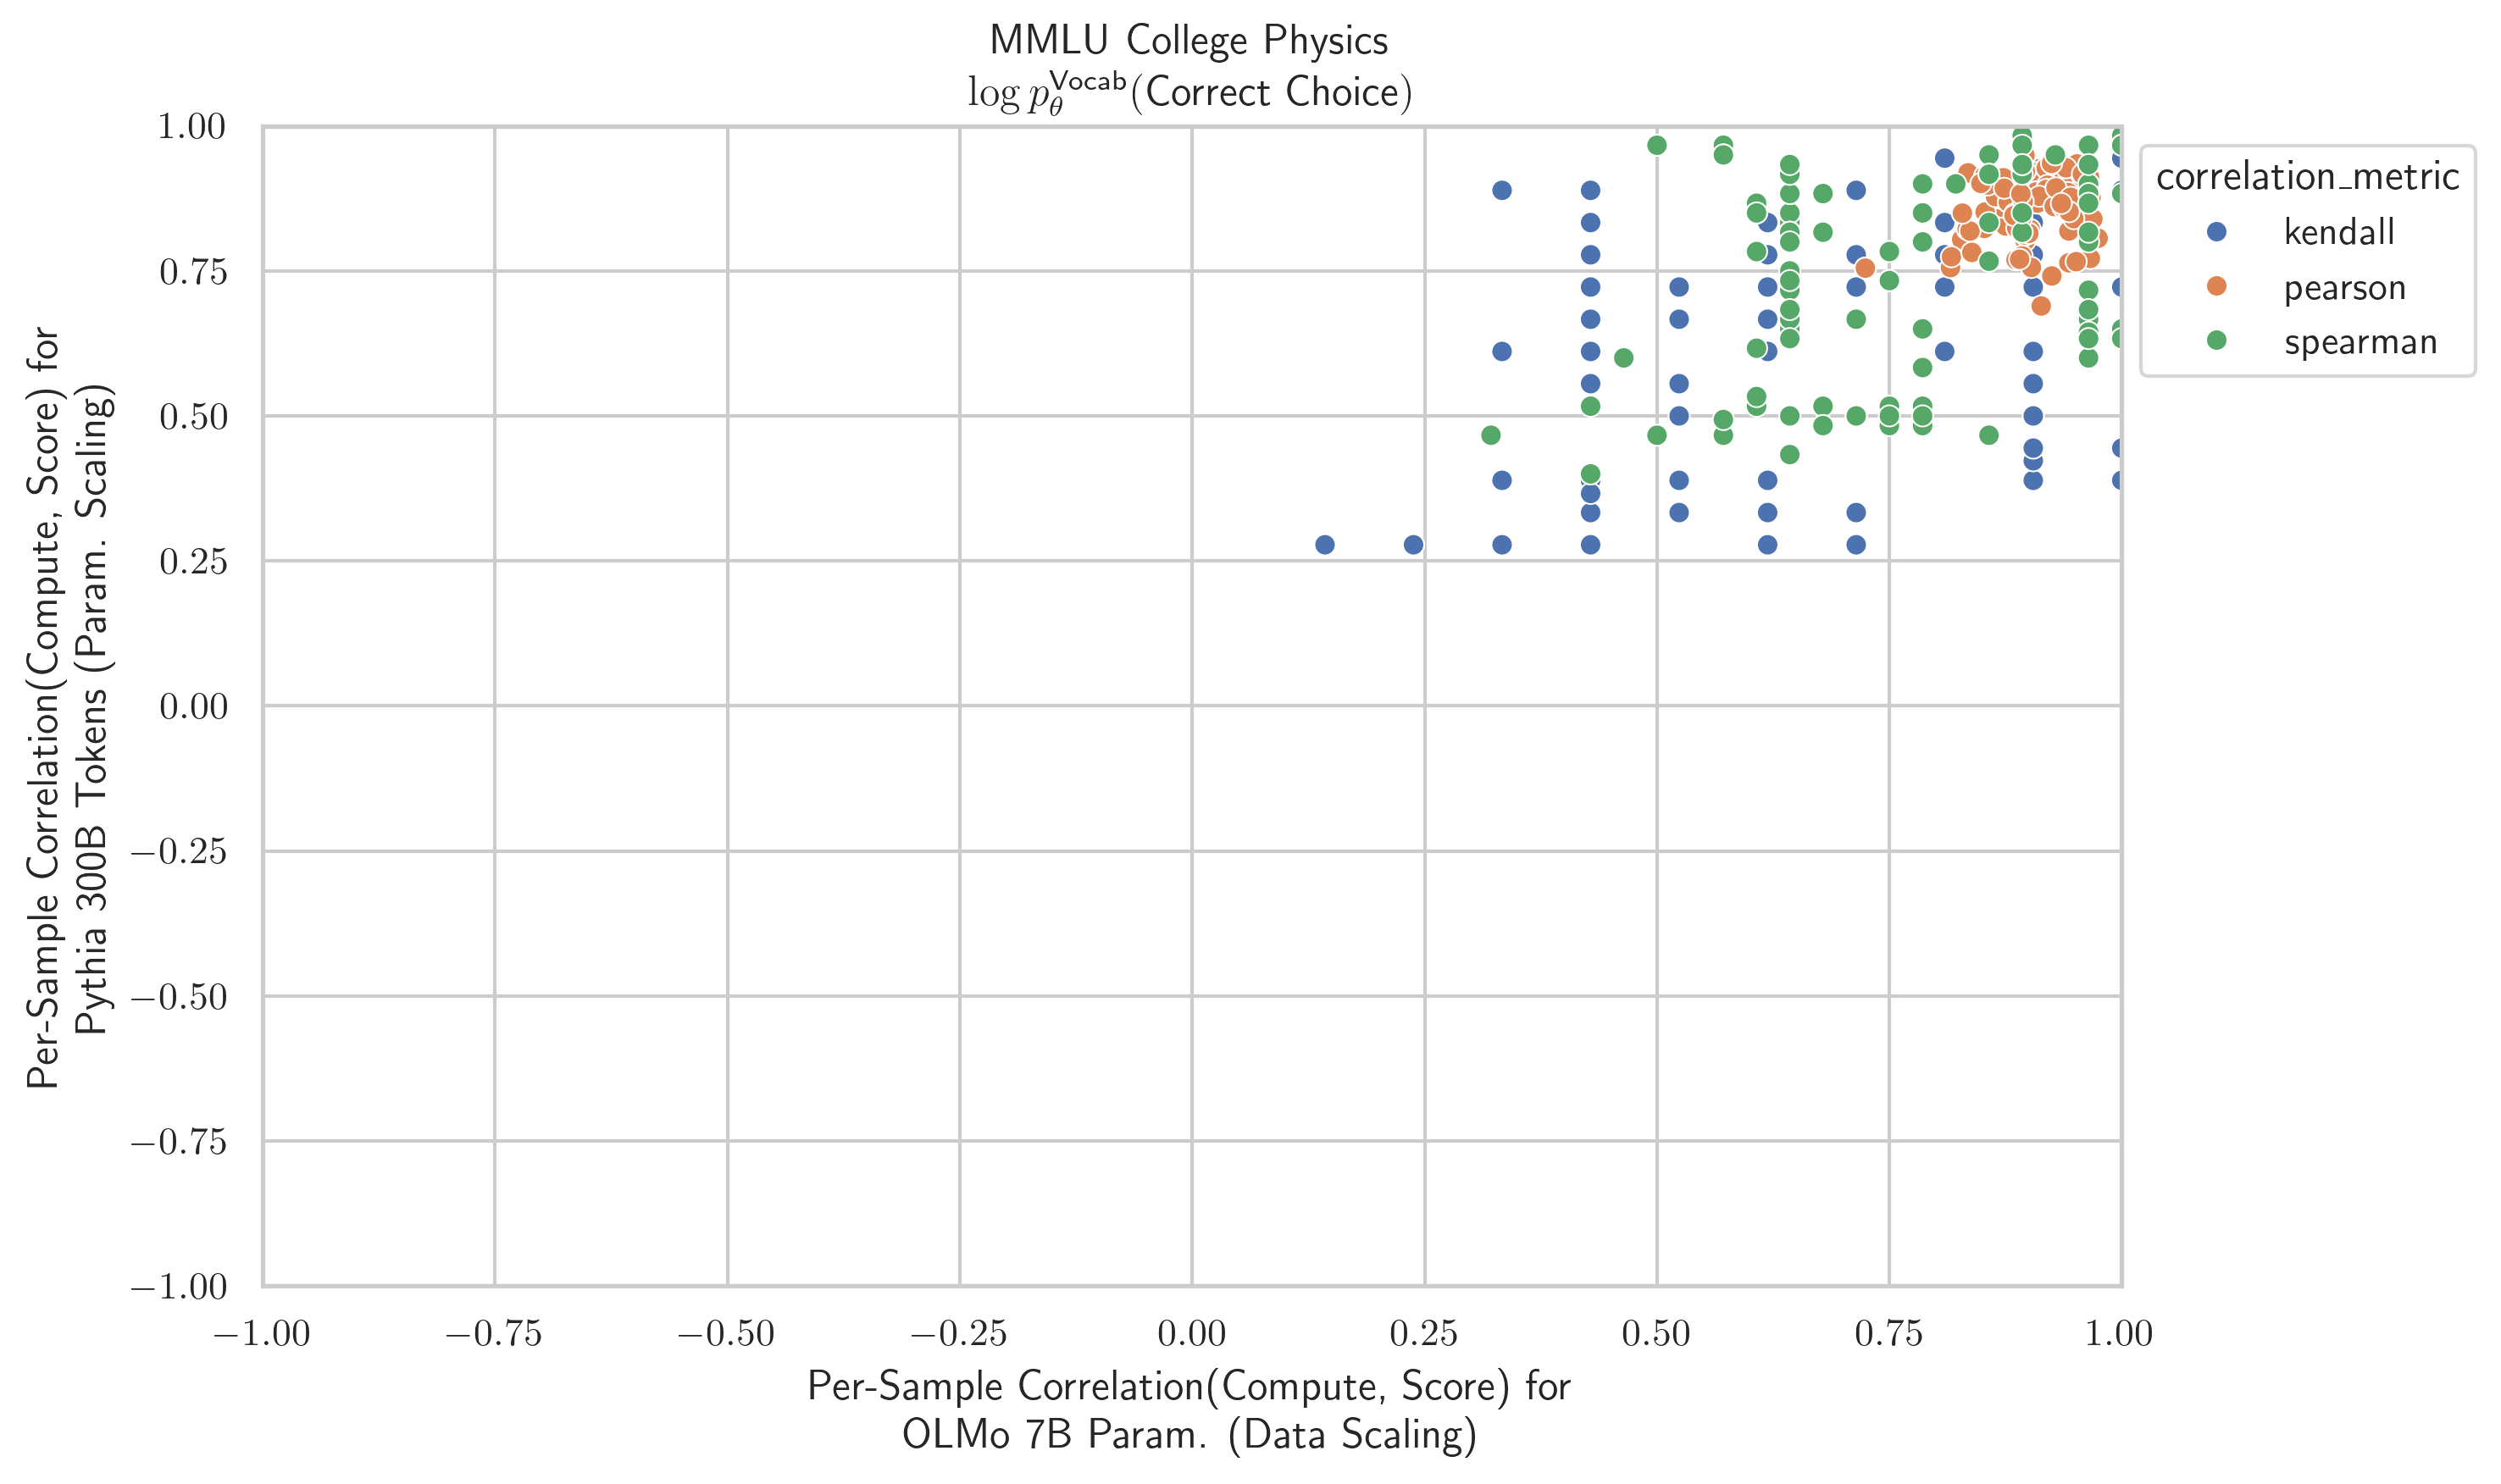 MMLU College Physics
log p_θ^Vocab(Correct Choice)
1.00
0.75
0.50
0.25
0.00
−0.25
−0.50
−0.75
−1.00
Per-Sample Correlation(Compute, Score) for
Pythia 300B Tokens (Param. Scaling)
correlation_metric
kendall
pearson
spearman
−1.00 −0.75 −0.50 −0.25 0.00 0.25 0.50 0.75 1.00
Per-Sample Correlation(Compute, Score) for
OLMo 7B Param. (Data Scaling)